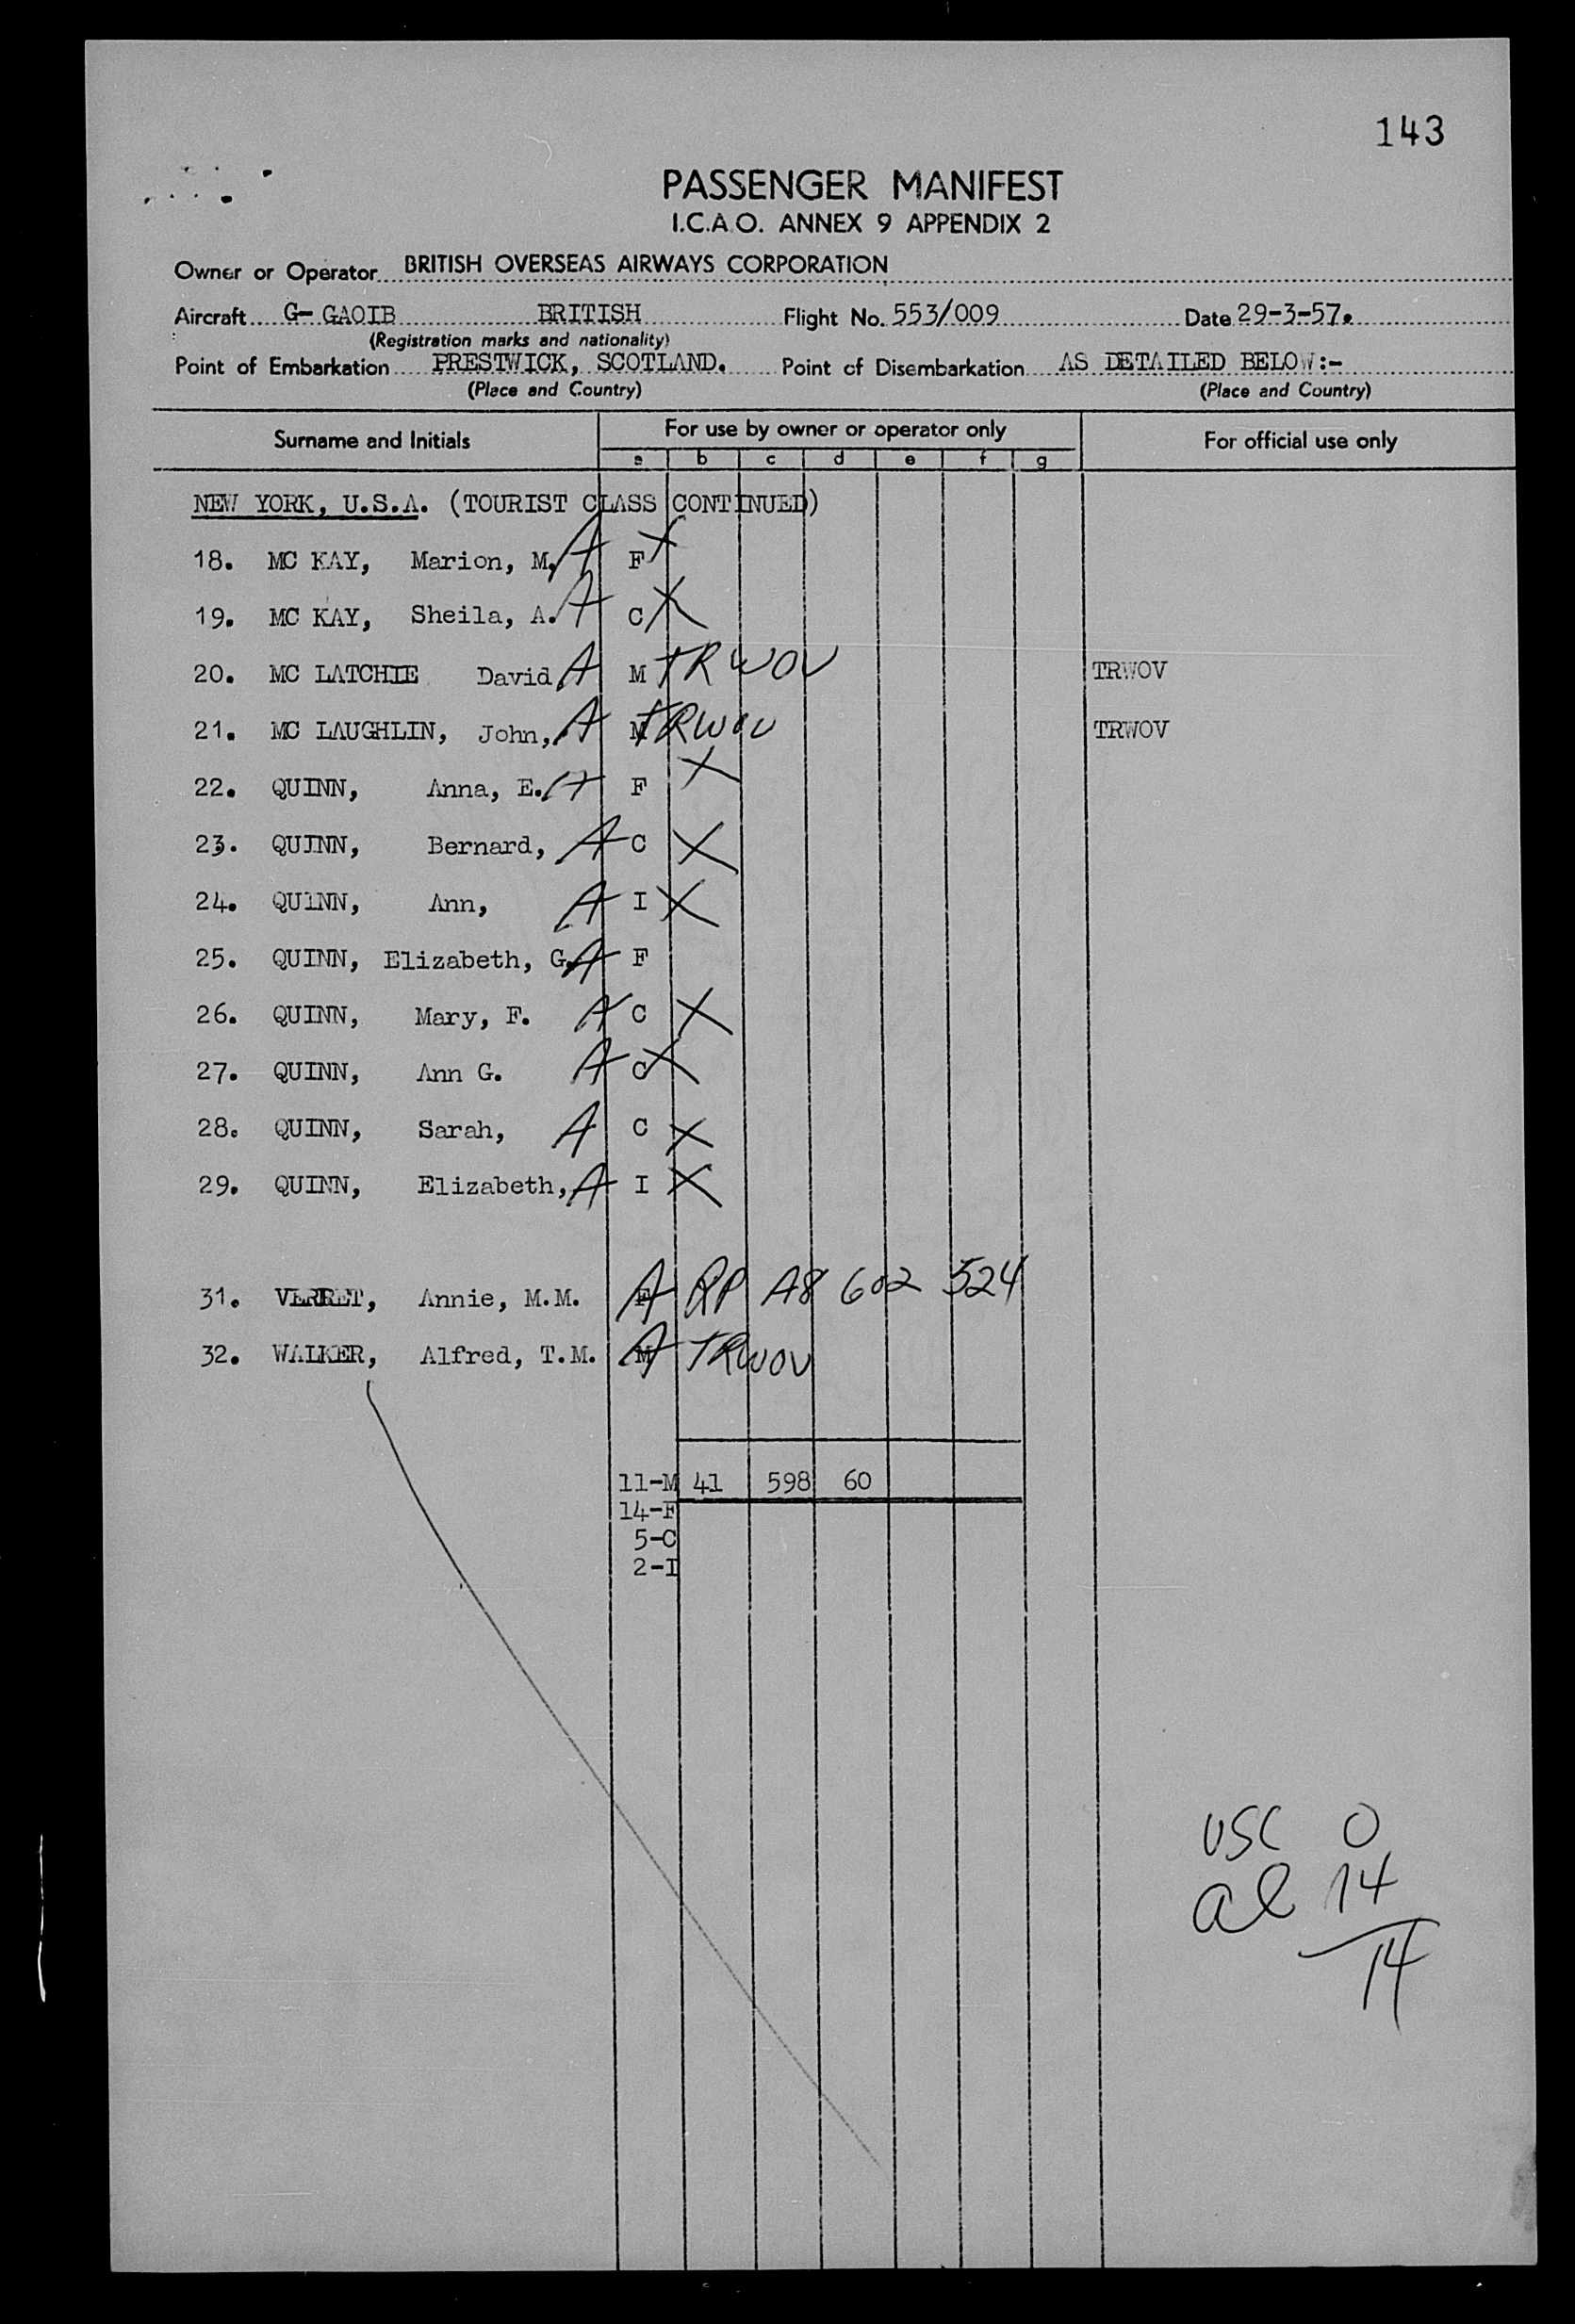 143
PASSENGER MANIFEST
I.C.A.O. ANNEX 9 APPENDIX 2
Owner or Operator BRITISH OVERSEAS AIRWAYS CORPORATION
Aircraft G-GAOIB BRITISH Flight No. 553/009 Date 29-3-57.
(Registration marks and nationality)
Point of Embarkation PRESTWICK, SCOTLAND. Point of Disembarkation AS DETAILED BELOW:-
(Place and Country) (Place and Country)
Surname and Initials For use by owner or operator only For official use only
a b c d e f g
NEW YORK, U.S.A. (TOURIST CLASS CONTINUED)
18. MC KAY, Marion, M. A F X
19. MC KAY, Sheila, A. A C X
20. MC LATCHIE David A M TRWOV TRWOV
21. MC LAUGHLIN, John, A M TRWOV TRWOV
22. QUINN, Anna, E. A F X
23. QUINN, Bernard, A C X
24. QUINN, Ann, A I X
25. QUINN, Elizabeth, G. A F
26. QUINN, Mary, F. A C X
27. QUINN, Ann G. A C X
28. QUINN, Sarah, A C X
29. QUINN, Elizabeth, A I X
31. VERRET, Annie, M.M. A F RP A8 602 524
32. WALKER, Alfred, T.M. A M TRWOV
11-M 41 598 60
14-F
5-C
2-I
USC 0
al 14
14